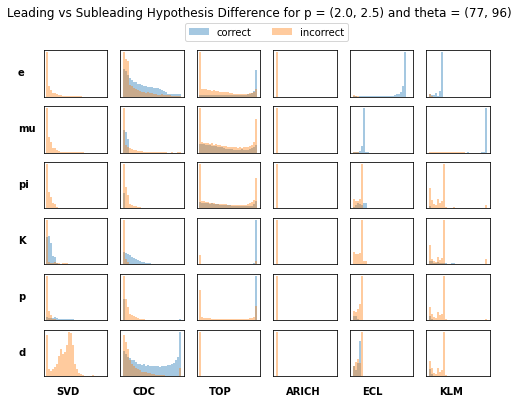 Leading vs Subleading Hypothesis Difference for p = (2.0, 2.5) and theta = (77, 96)
correct incorrect
e
mu
pi
K
p
d
SVD CDC TOP ARICH ECL KLM